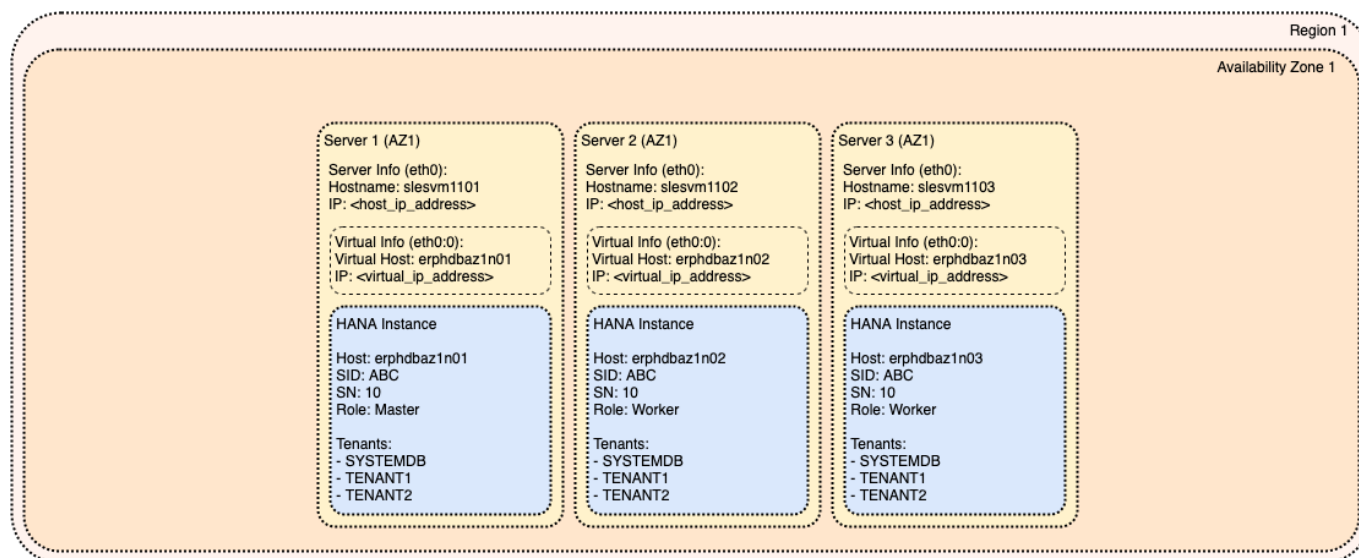 Region 1
Availability Zone 1
Server 1 (AZ1)
Server Info (eth0):
Hostname: slesvm1101
IP: <host_ip_address>
Virtual Info (eth0:0):
Virtual Host: erphdbaz1n01
IP: <virtual_ip_address>
HANA Instance
Host: erphdbaz1n01
SID: ABC
SN: 10
Role: Master
Tenants:
- SYSTEMDB
- TENANT1
- TENANT2
Server 2 (AZ1)
Server Info (eth0):
Hostname: slesvm1102
IP: <host_ip_address>
Virtual Info (eth0:0):
Virtual Host: erphdbaz1n02
IP: <virtual_ip_address>
HANA Instance
Host: erphdbaz1n02
SID: ABC
SN: 10
Role: Worker
Tenants:
- SYSTEMDB
- TENANT1
- TENANT2
Server 3 (AZ1)
Server Info (eth0):
Hostname: slesvm1103
IP: <host_ip_address>
Virtual Info (eth0:0):
Virtual Host: erphdbaz1n03
IP: <virtual_ip_address>
HANA Instance
Host: erphdbaz1n03
SID: ABC
SN: 10
Role: Worker
Tenants:
- SYSTEMDB
- TENANT1
- TENANT2